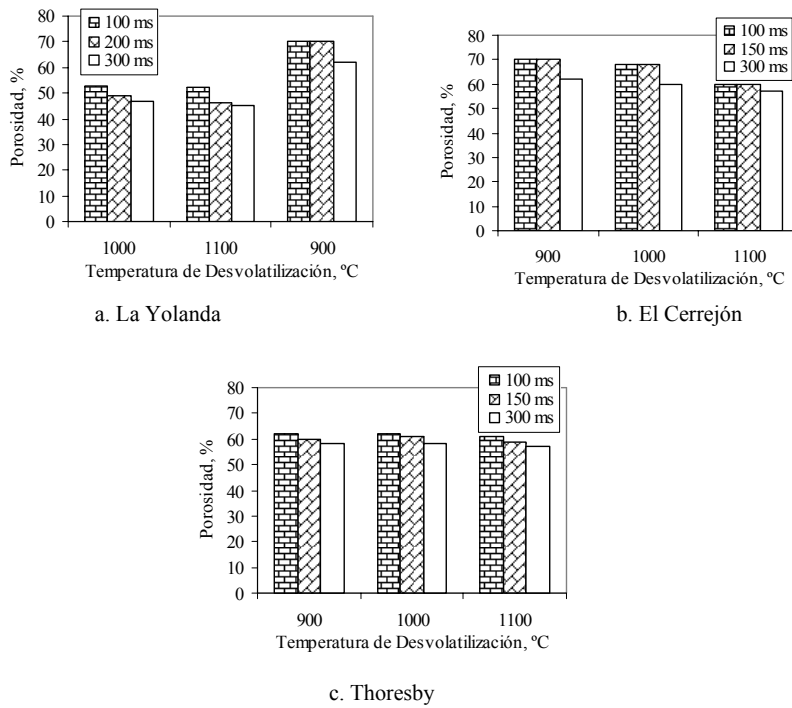 80
70
60
50
40
30
20
10
0
Porosidad, %
100 ms
200 ms
300 ms
1000 1100 900
Temperatura de Desvolatilización, ºC
a. La Yolanda
80
70
60
50
40
30
20
10
0
Porosidad, %
100 ms
150 ms
300 ms
900 1000 1100
Temperatura de Desvolatilización, ºC
b. El Cerrejón
80
70
60
50
40
30
20
10
0
Porosidad, %
100 ms
150 ms
300 ms
900 1000 1100
Temperatura de Desvolatilización, ºC
c. Thoresby